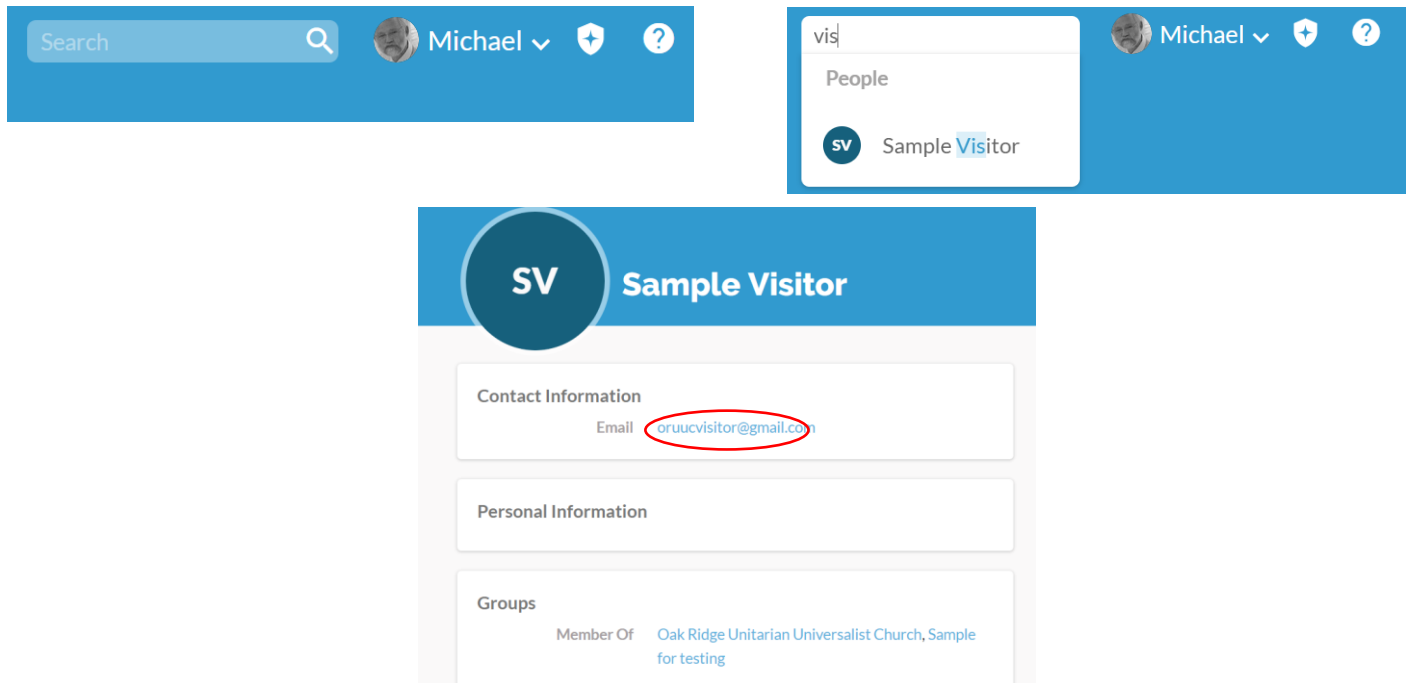 Search
Michael
?
vis
Michael
?
People
SV
Sample Visitor
SV
Sample Visitor
Contact Information
Email oruucvisitor@gmail.com
Personal Information
Groups
Member Of Oak Ridge Unitarian Universalist Church, Sample
for testing